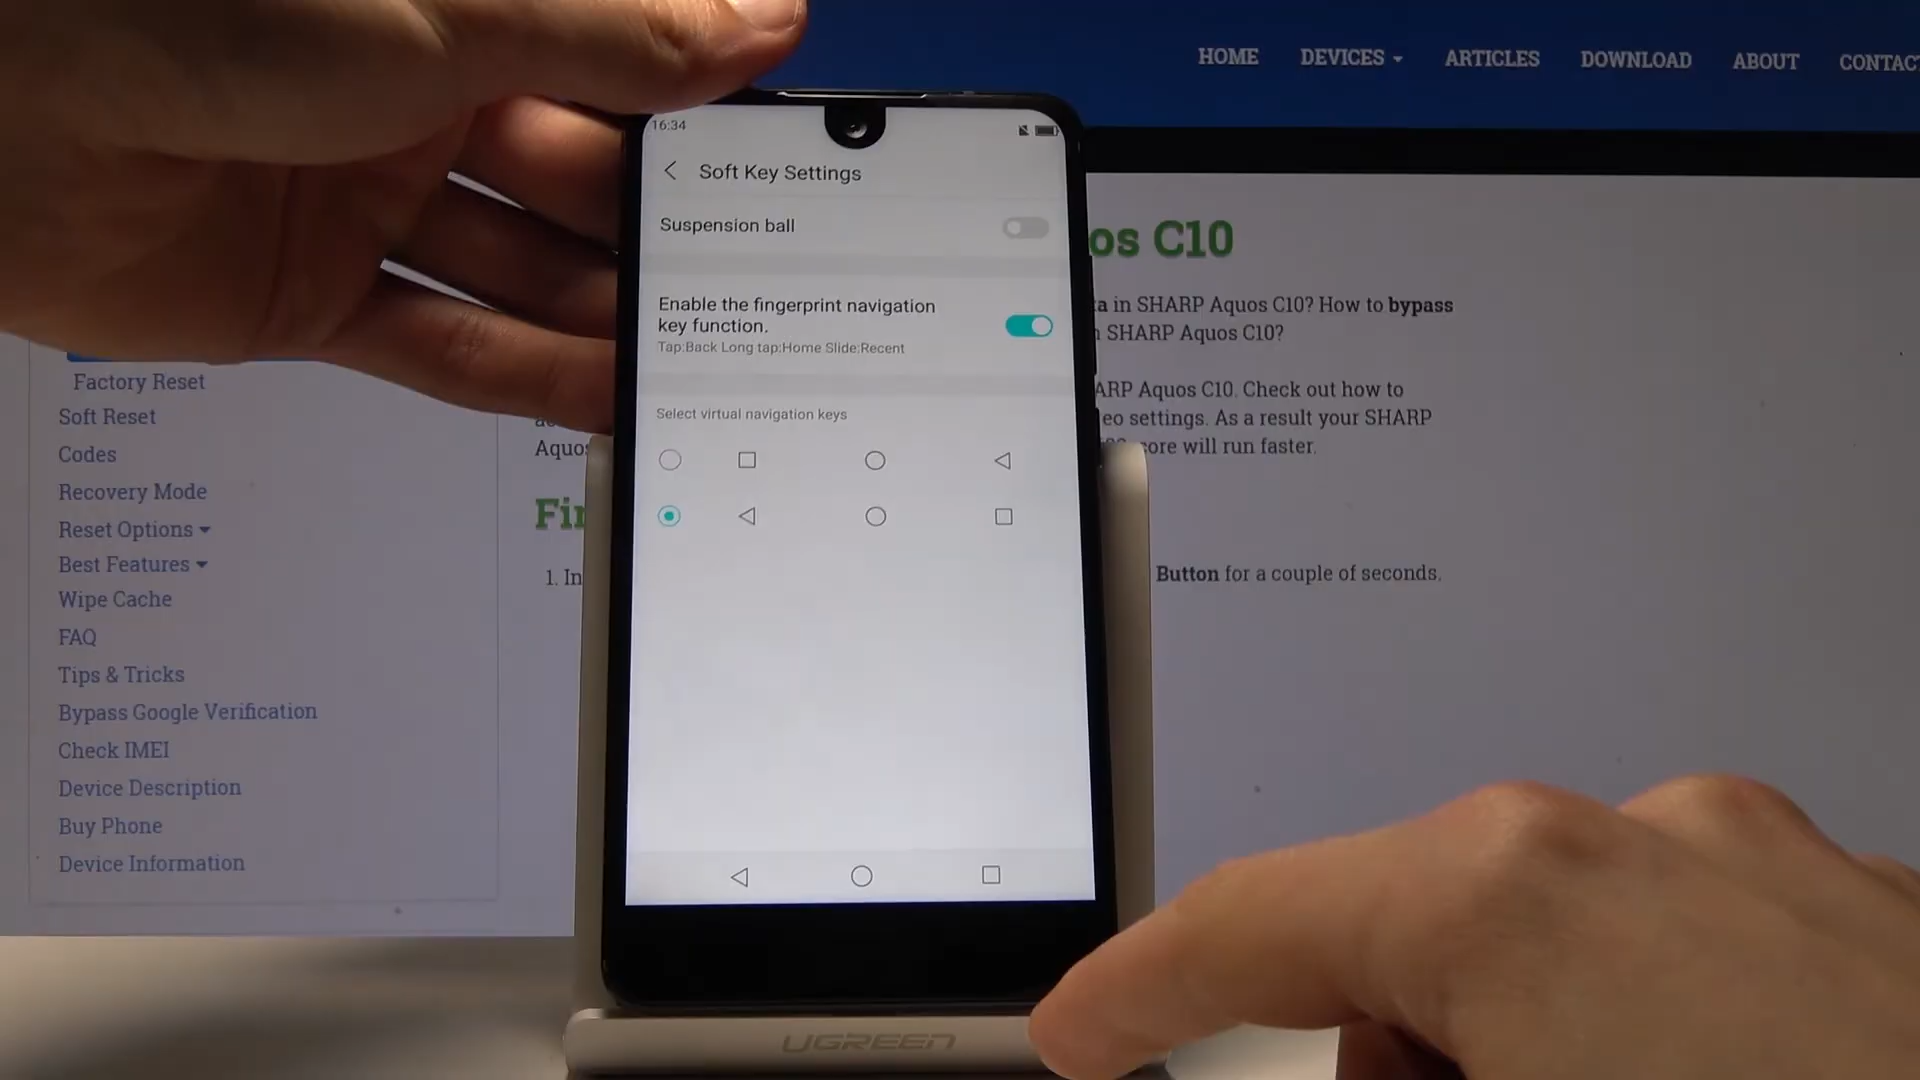 HOME DEVICES ARTICLES DOWNLOAD ABOUT CONTACT
16:34
Soft Key Settings
Suspension ball
Enable the fingerprint navigation
key function.
Tap:Back Long tap:Home Slide:Recent
Select virtual navigation keys
os C10
a in SHARP Aquos C10? How to bypass
SHARP Aquos C10?
ARP Aquos C10. Check out how to
eo settings. As a result your SHARP
Aquos
core will run faster.
Fir
1. In
Button for a couple of seconds.
Factory Reset
Soft Reset
Codes
Recovery Mode
Reset Options
Best Features
Wipe Cache
FAQ
Tips & Tricks
Bypass Google Verification
Check IMEI
Device Description
Buy Phone
Device Information
UGREEN